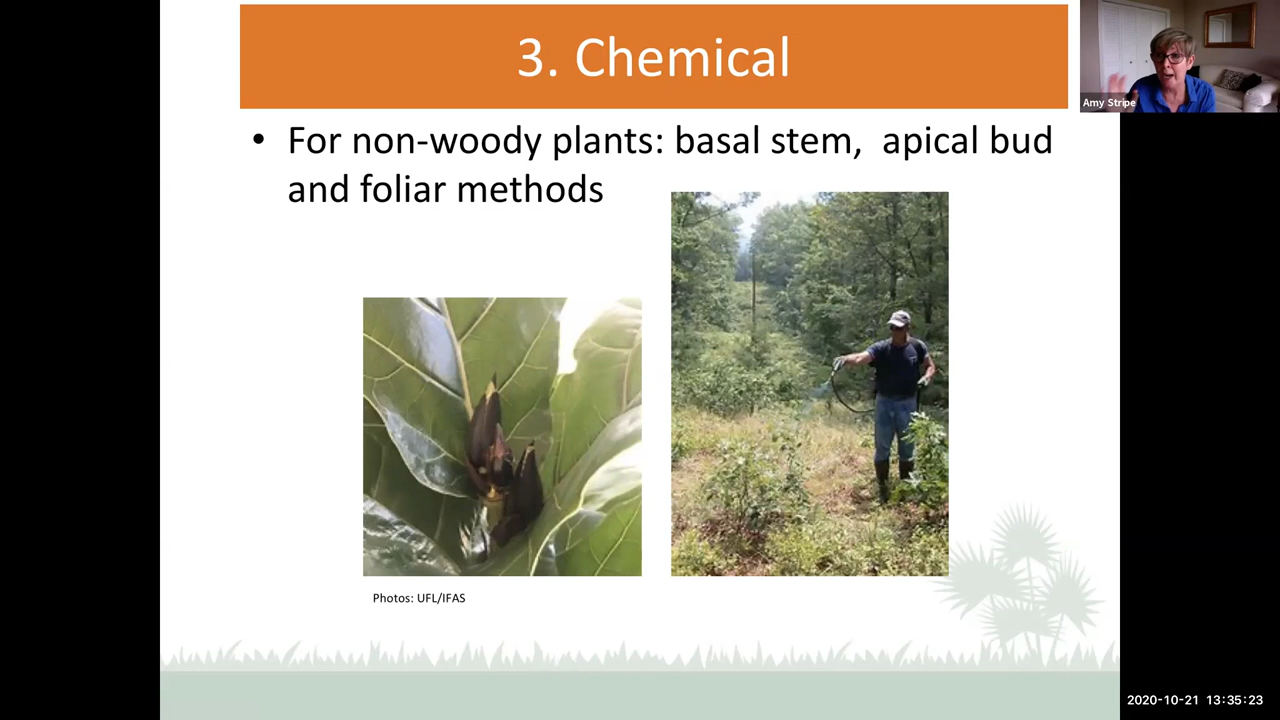 3. Chemical
• For non-woody plants: basal stem, apical bud
and foliar methods
Photos: UFL/IFAS
Amy Stripe
2020-10-21 13:35:23